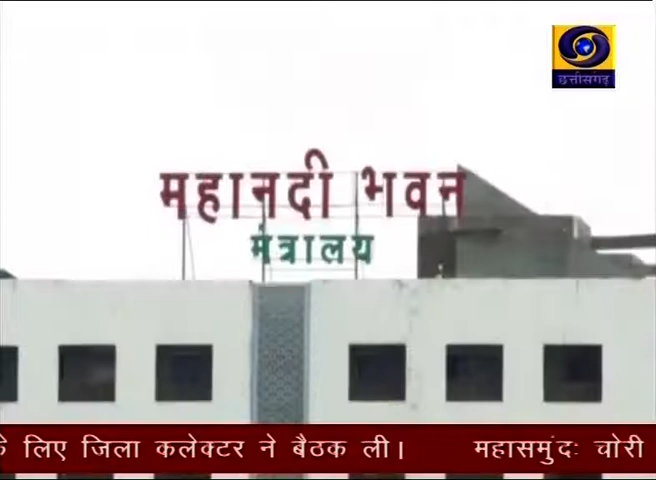 छत्तीसगढ़
महानदी भवन
मंत्रालय
के लिए जिला कलेक्टर ने बैठक ली। महासमुंदः चोरी